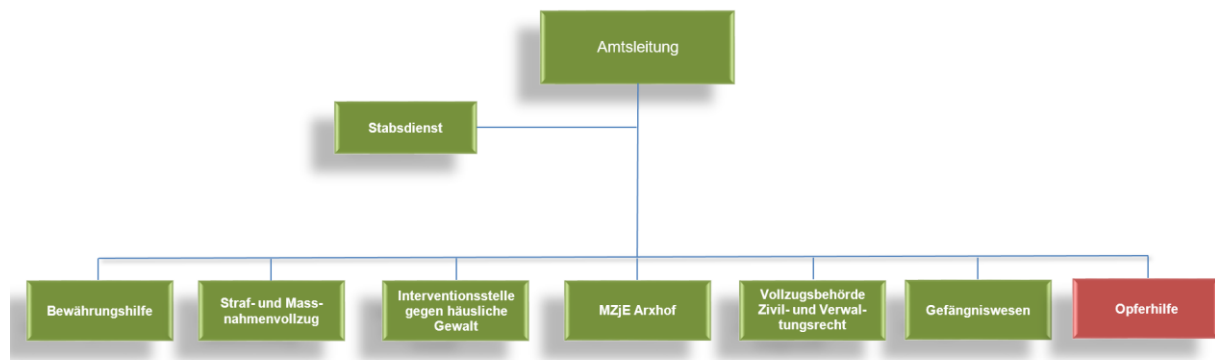 Amtsleitung
Stabsdienst
Bewährungshilfe
Straf- und Mass-
nahmenvollzug
Interventionsstelle
gegen häusliche
Gewalt
MZjE Arxhof
Vollzugsbehörde
Zivil- und Verwal-
tungsrecht
Gefängniswesen
Opferhilfe